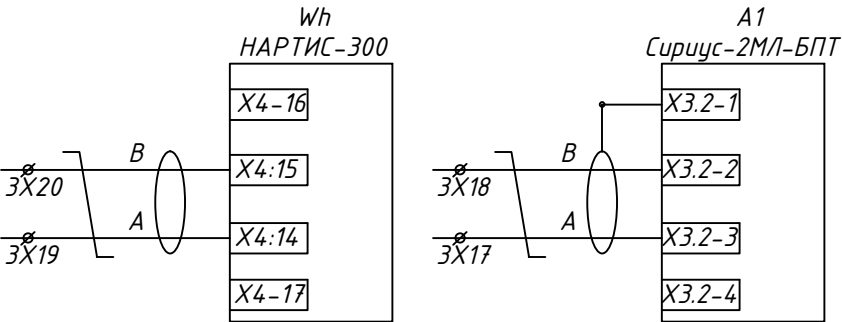 Wh
НАРТИС-300
X4-16
B
X4:15
3X20
A
X4:14
3X19
X4-17
A1
Сириус-2МЛ-БПТ
X3.2-1
B
X3.2-2
3X18
A
X3.2-3
3X17
X3.2-4